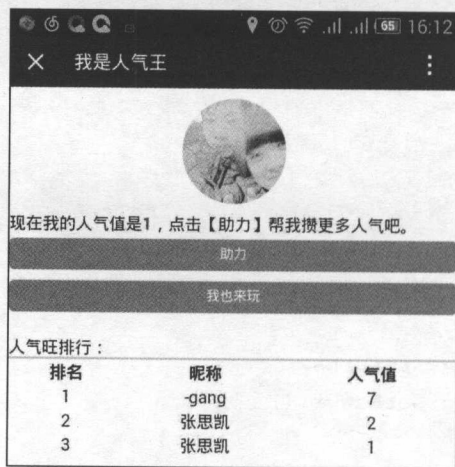 65 16:12
我是人气王
现在我的人气值是1，点击【助力】帮我攒更多人气吧。
助力
我也来玩
人气旺排行：
排名 昵称 人气值
1 -gang 7
2 张思凯 2
3 张思凯 1